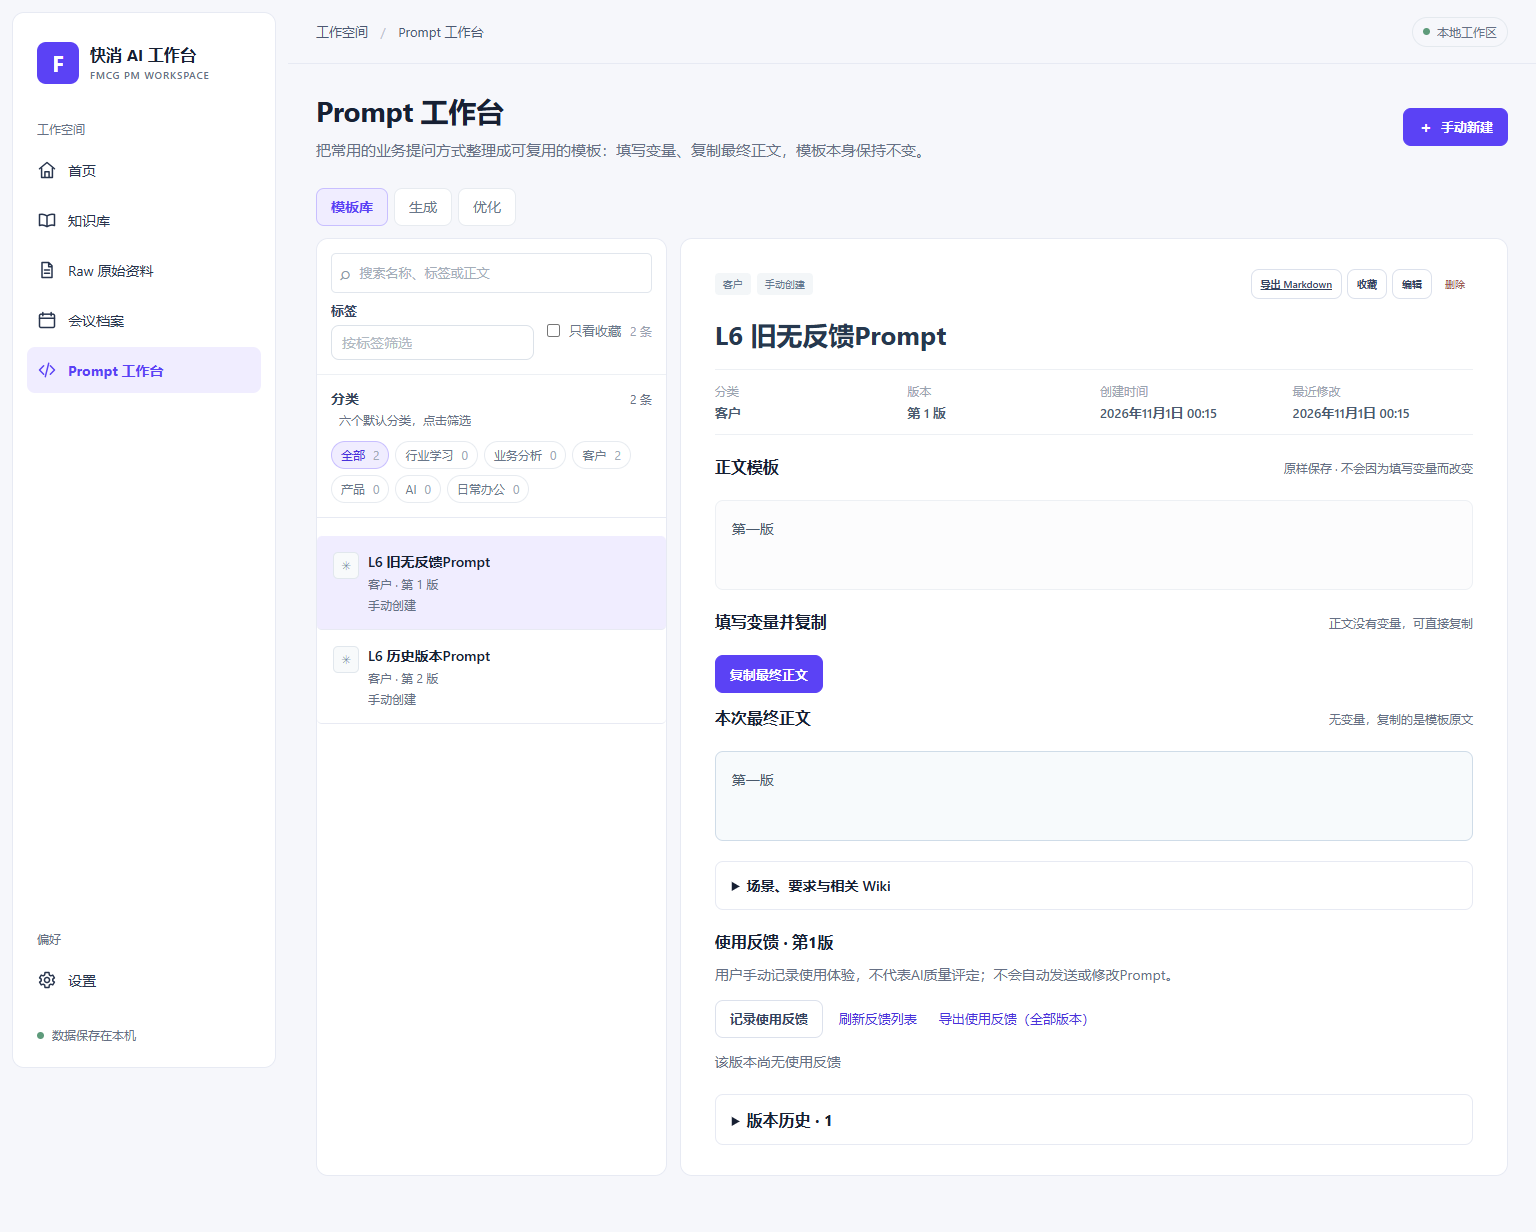 F
快消 AI 工作台
FMCG PM WORKSPACE
工作空间
首页
知识库
Raw 原始资料
会议档案
Prompt 工作台
偏好
设置
数据保存在本机
工作空间 / Prompt 工作台
本地工作区
Prompt 工作台
把常用的业务提问方式整理成可复用的模板：填写变量、复制最终正文，模板本身保持不变。
+ 手动新建
模板库
生成
优化
搜索名称、标签或正文
标签
按标签筛选
只看收藏 2 条
分类 2 条
六个默认分类，点击筛选
全部 2
行业学习 0
业务分析 0
客户 2
产品 0
AI 0
日常办公 0
L6 旧无反馈Prompt
客户 · 第 1 版
手动创建
L6 历史版本Prompt
客户 · 第 2 版
手动创建
客户
手动创建
导出 Markdown
收藏
编辑
删除
L6 旧无反馈Prompt
分类
客户
版本
第 1 版
创建时间
2026年11月1日 00:15
最近修改
2026年11月1日 00:15
正文模板
原样保存 · 不会因为填写变量而改变
第一版
填写变量并复制
正文没有变量，可直接复制
复制最终正文
本次最终正文
无变量，复制的是模板原文
第一版
▶ 场景、要求与相关 Wiki
使用反馈 · 第1版
用户手动记录使用体验，不代表AI质量评定；不会自动发送或修改Prompt。
记录使用反馈
刷新反馈列表
导出使用反馈（全部版本）
该版本尚无使用反馈
▶ 版本历史 · 1